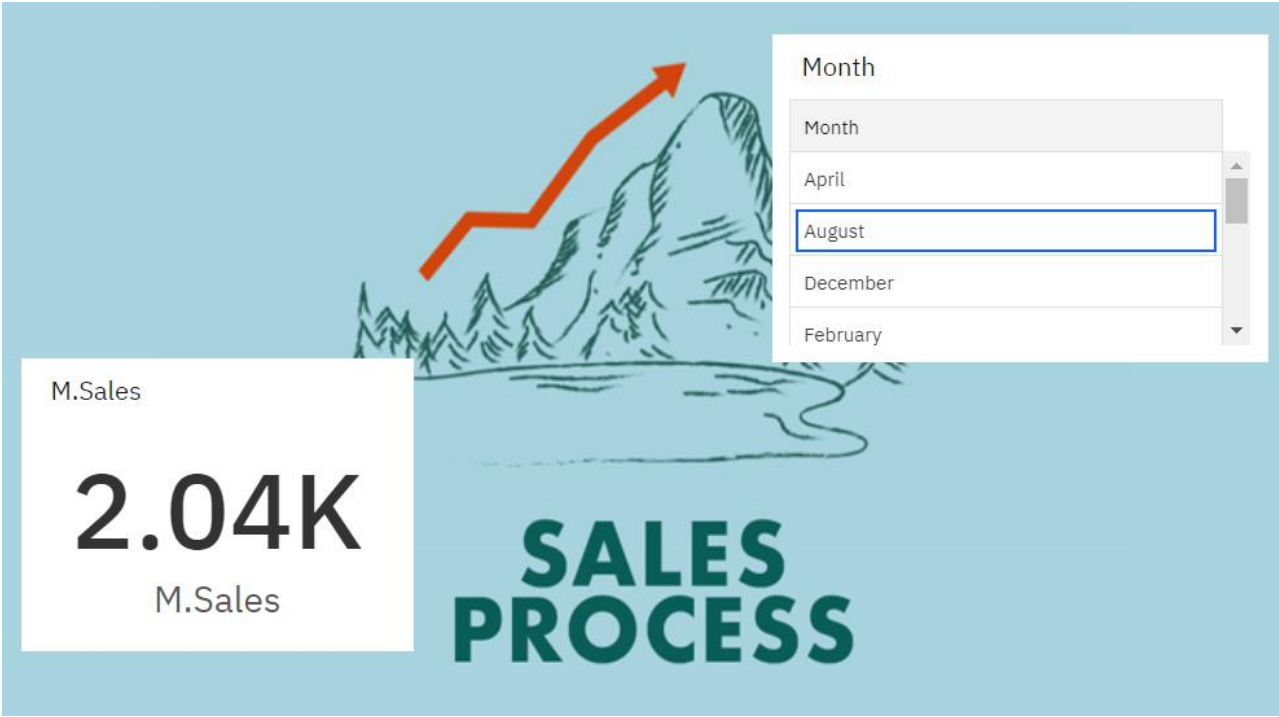 Month
Month
April
August
December
February
M.Sales
2.04K
M.Sales
SALES
PROCESS